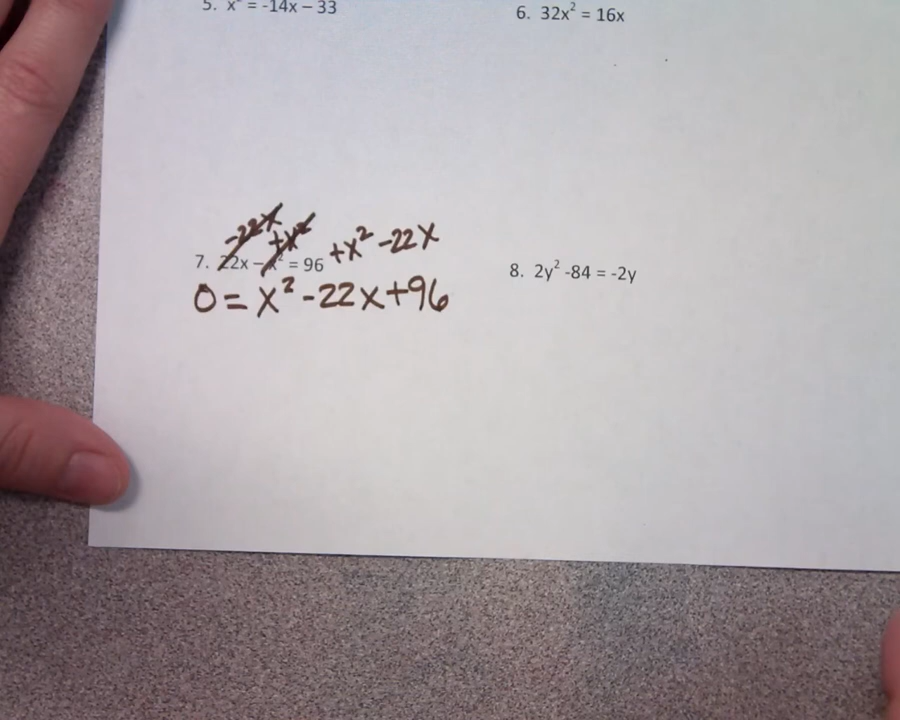 5. x² = -14x – 33
6. 32x² = 16x
-22x +x²
7. 22x – x² = 96 +x² -22x
0 = x² -22x+96
8. 2y² -84 = -2y